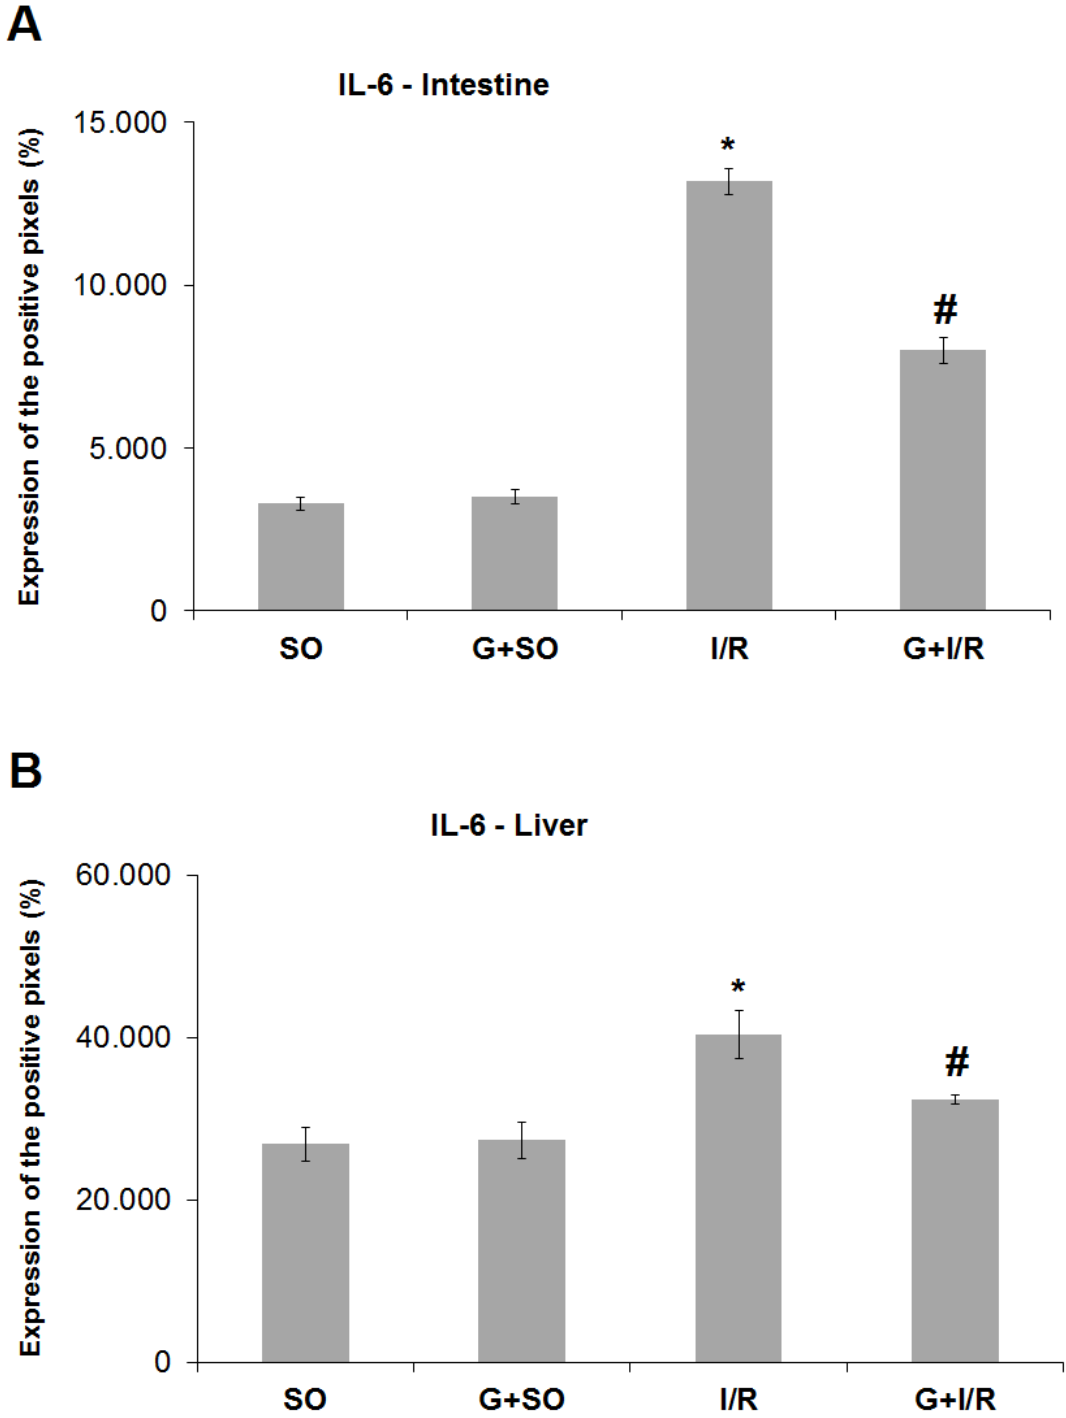 A
IL-6 - Intestine
Expression of the positive pixels (%)
15.000
10.000
5.000
0
*
#
SO G+SO I/R G+I/R
B
IL-6 - Liver
Expression of the positive pixels (%)
60.000
40.000
20.000
0
*
#
SO G+SO I/R G+I/R